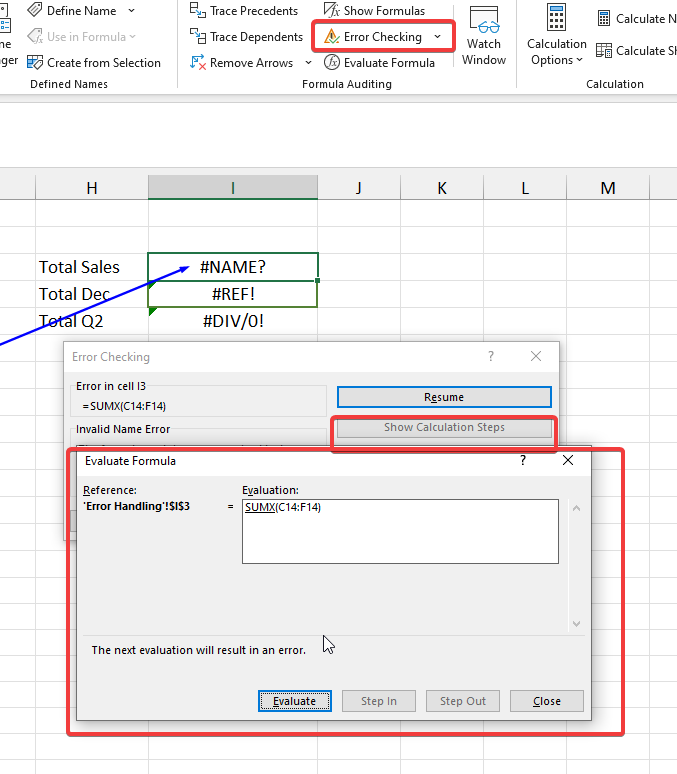 Define Name
Trace Precedents
Show Formulas
ne
Use in Formula
Trace Dependents
Error Checking
Watch
Window
Calculation
Options
Calculate N
ger
Create from Selection
Remove Arrows
Evaluate Formula
Calculate Sh
Defined Names
Formula Auditing
Calculation
H I J K L M
Total Sales #NAME?
Total Dec #REF!
Total Q2 #DIV/0!
Error Checking ?
Error in cell I3
=SUMX(C14:F14)
Resume
Invalid Name Error
Show Calculation Steps
Evaluate Formula ?
Reference:
Evaluation:
'Error Handling'!$I$3 = SUMX(C14:F14)
The next evaluation will result in an error.
Evaluate Step In Step Out Close